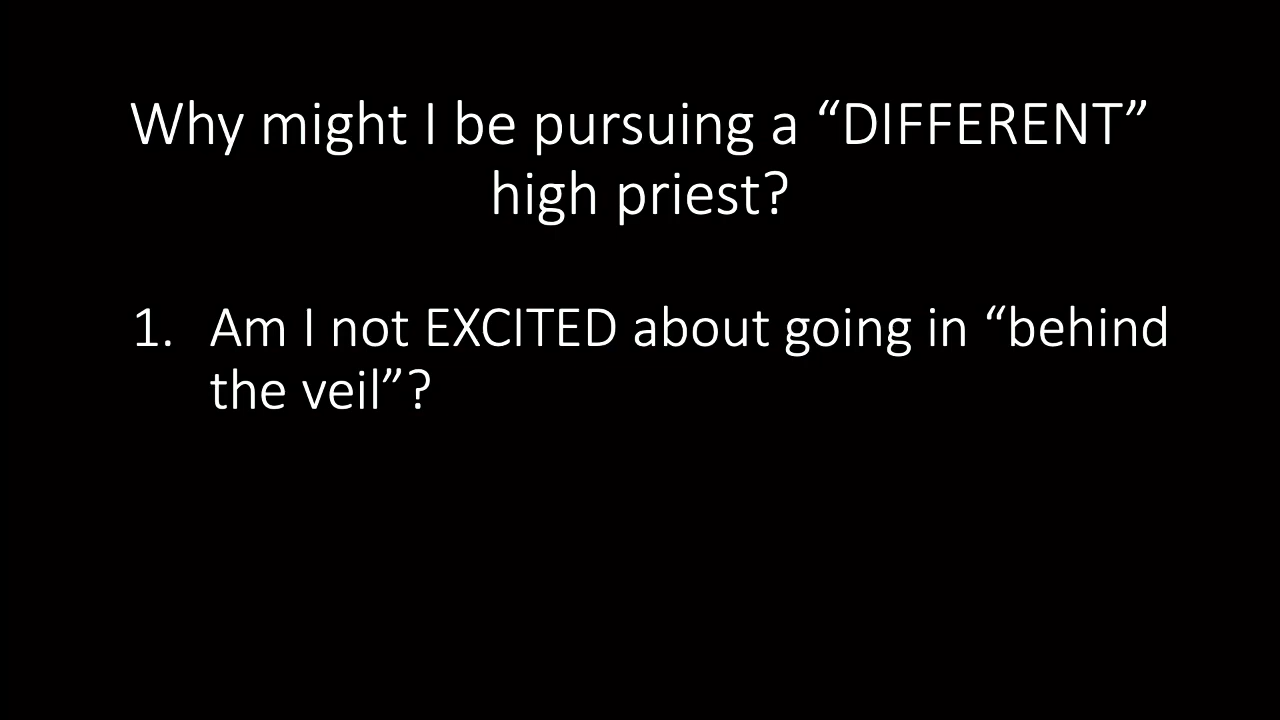 Why might I be pursuing a “DIFFERENT”
high priest?
1. Am I not EXCITED about going in “behind
the veil”?